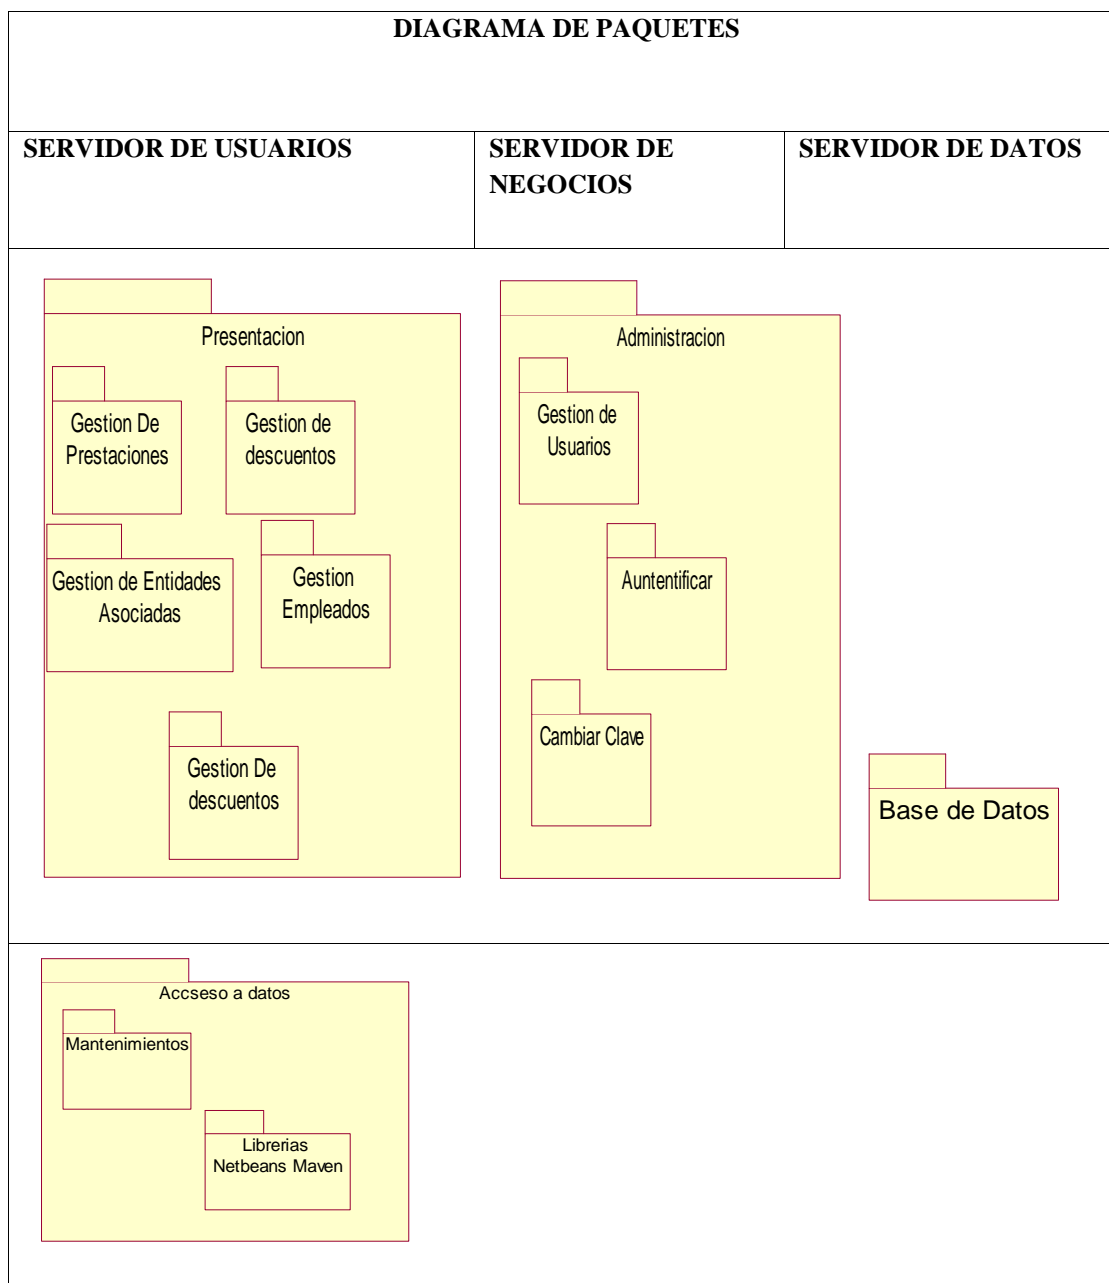 DIAGRAMA DE PAQUETES
SERVIDOR DE USUARIOS
SERVIDOR DE
NEGOCIOS
SERVIDOR DE DATOS
Presentacion
Gestion De
Prestaciones
Gestion de
descuentos
Gestion de Entidades
Asociadas
Gestion
Empleados
Gestion De
descuentos
Administracion
Gestion de
Usuarios
Auntentificar
Cambiar Clave
Base de Datos
Accseso a datos
Mantenimientos
Librerias
Netbeans Maven